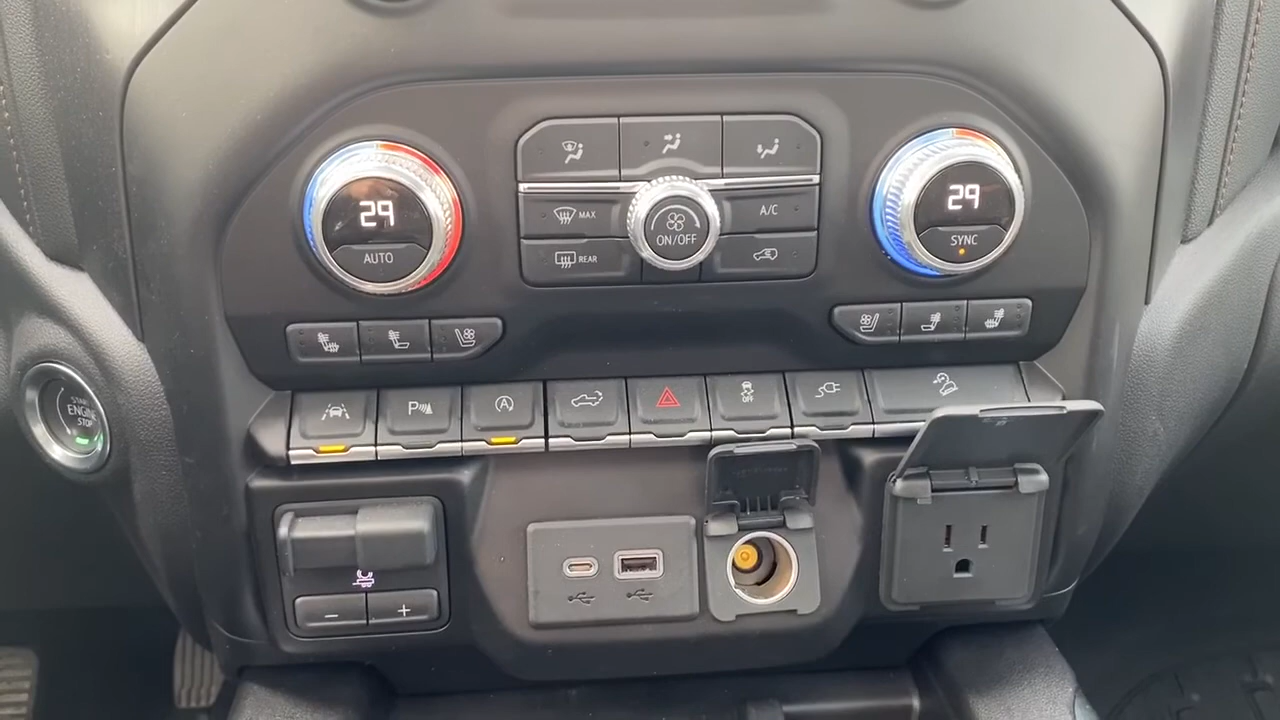 29
AUTO
MAX
REAR
ON/OFF
A/C
29
SYNC
START
ENGINE
STOP
P
A
OFF
−
+